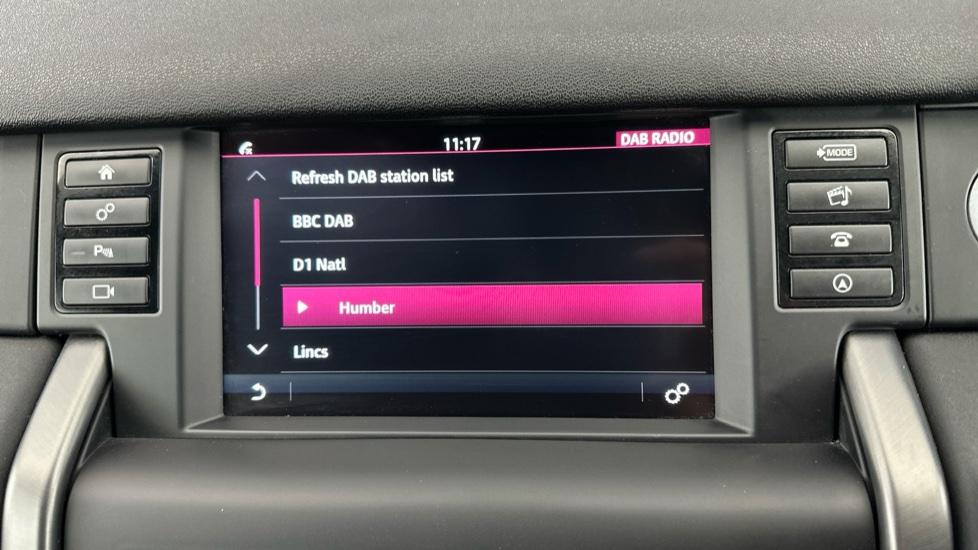 11:17
DAB RADIO
Refresh DAB station list
BBC DAB
D1 Natl
Humber
Lincs
P
MODE